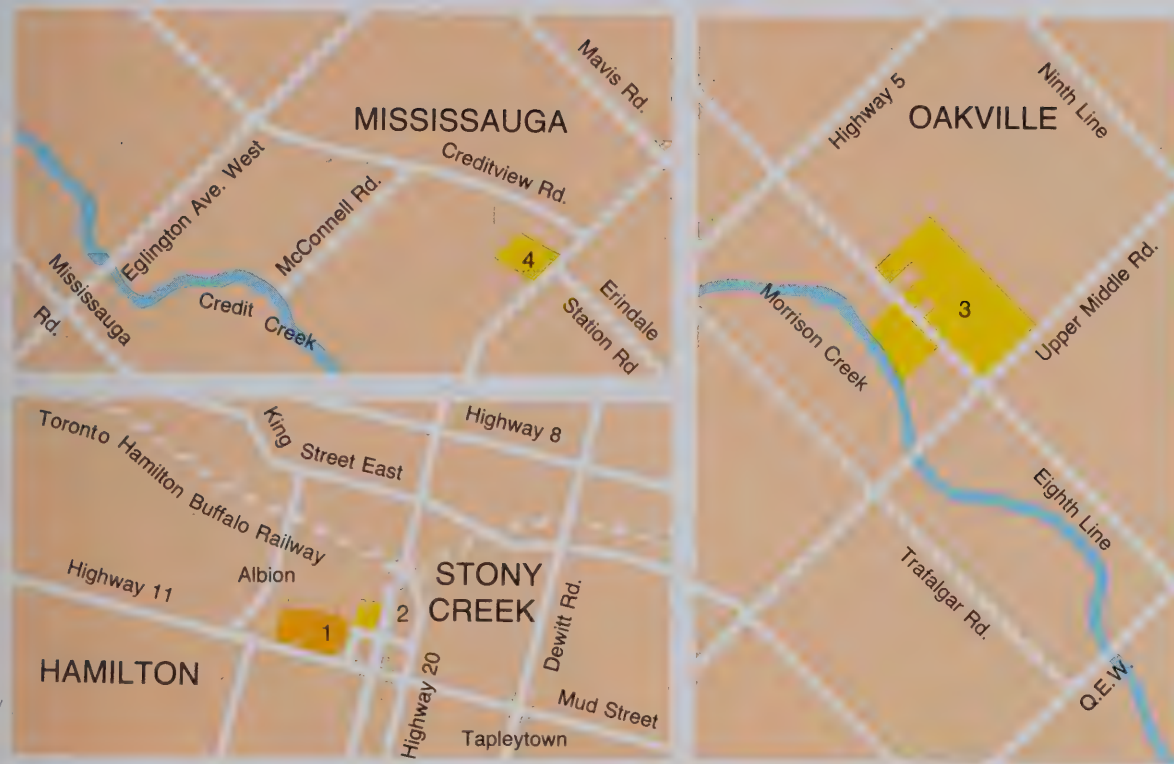 MISSISSAUGA
Mavis Rd.
Creditview Rd.
Eglington Ave. West
McConnell Rd.
4
Mississauga
Rd.
Credit Creek
Erindale
Station Rd
OAKVILLE
Highway 5
Ninth Line
3
Upper Middle Rd.
Morrison Creek
Eighth Line
Trafalgar Rd.
Q.E.W.
Toronto Hamilton Buffalo Railway
King Street East
Highway 8
Highway 11
Albion
1
2
STONY
CREEK
HAMILTON
Dewitt Rd.
Highway 20
Mud Street
Tapleytown